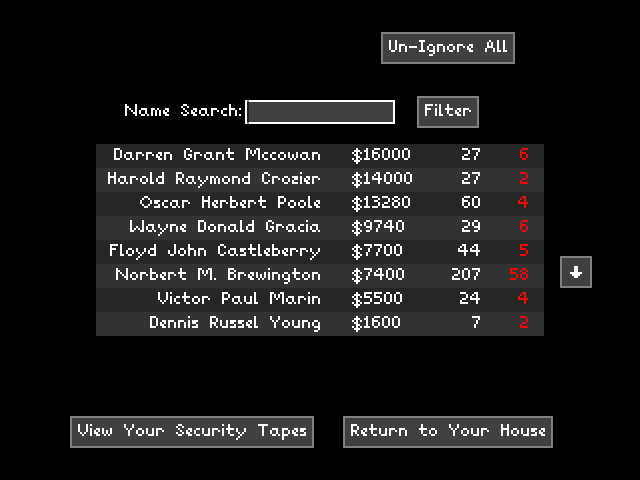 Un-Ignore All
Name Search: Filter
Darren Grant Mccowan $16000 27 6
Harold Raymond Crozier $14000 27 2
Oscar Herbert Poole $13280 60 4
Wayne Donald Gracia $9740 29 6
Floyd John Castleberry $7700 44 5
Norbert M. Brewington $7400 207 58
Victor Paul Marin $5500 24 4
Dennis Russel Young $1600 7 2
View Your Security Tapes Return to Your House